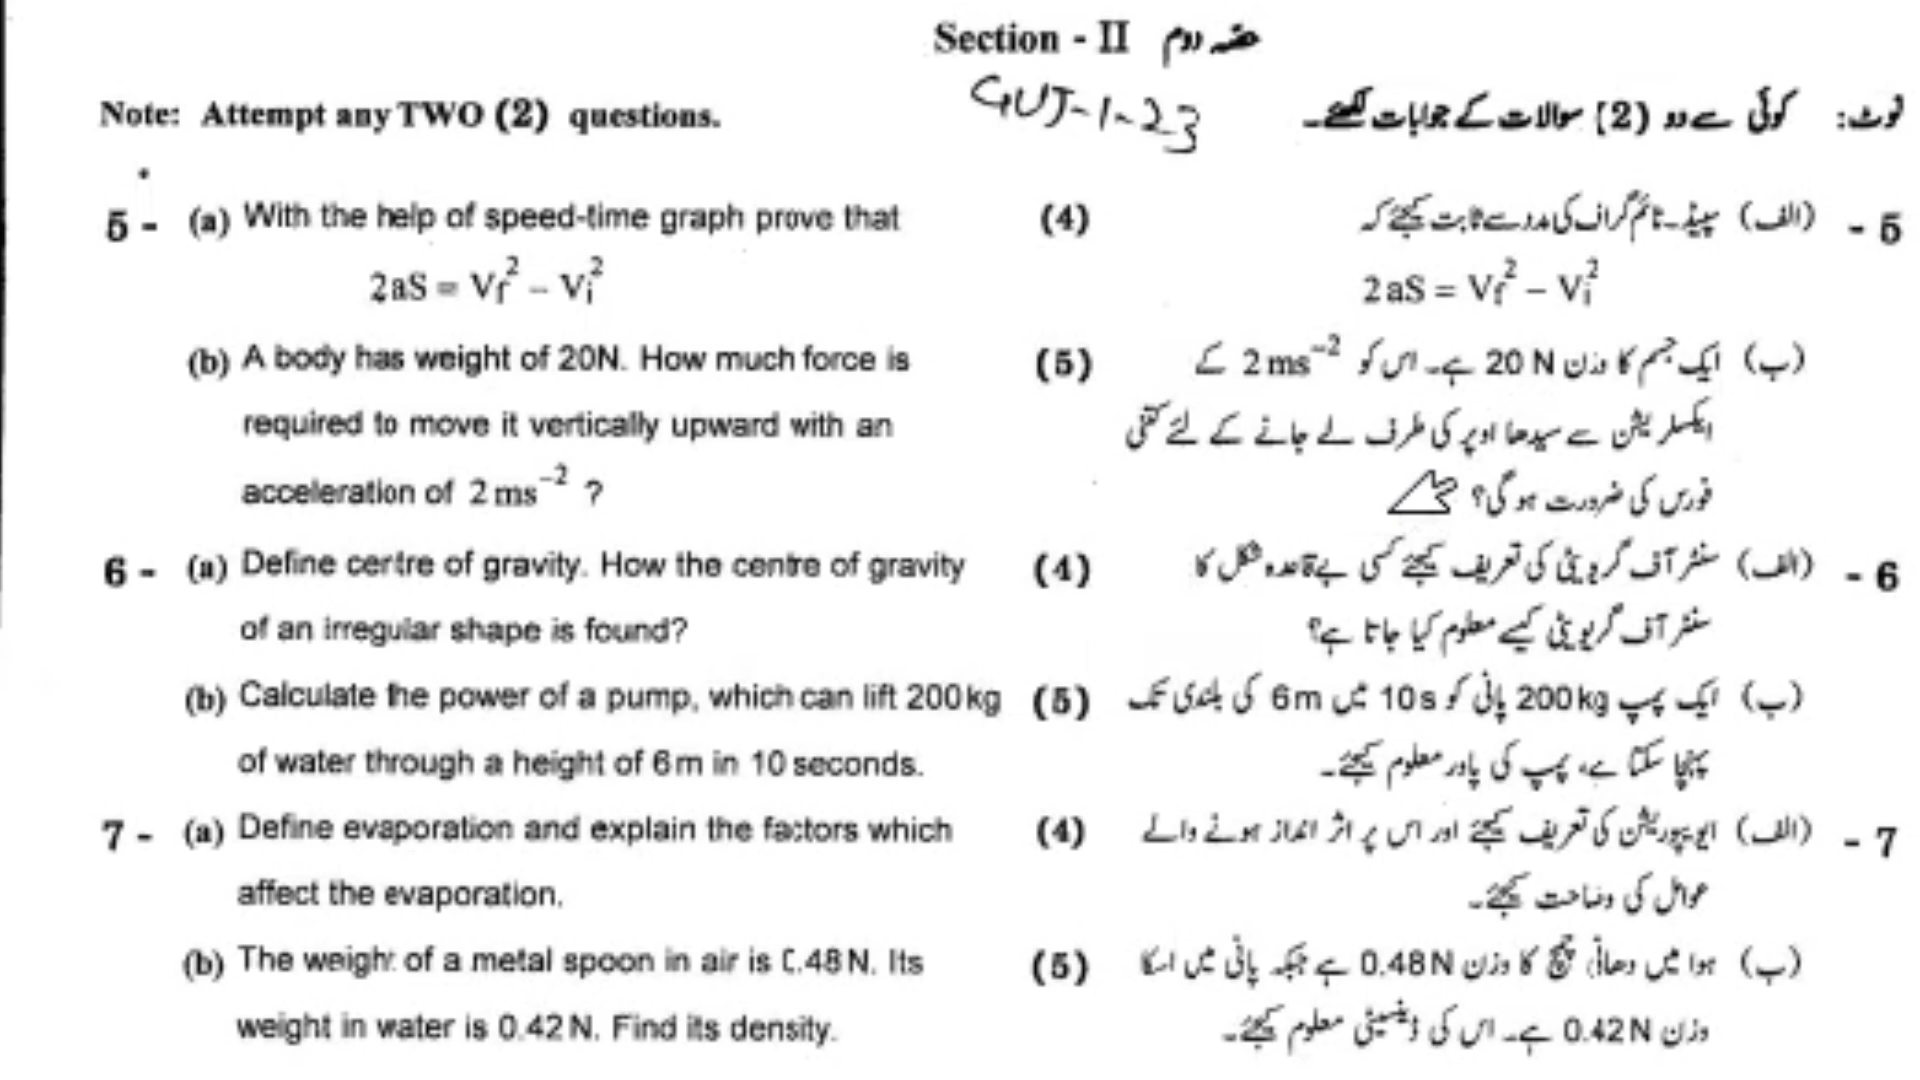 Section - II حصہ دوم
Note: Attempt any TWO (2) questions.
GUJ-1-23
نوٹ: کوئی سے دو (2) سوالات کے جوابات لکھئے۔
5 - (a) With the help of speed-time graph prove that (4)
2aS = Vf² – Vi²
(b) A body has weight of 20N. How much force is (5)
required to move it vertically upward with an
acceleration of 2 ms⁻² ?
6 - (a) Define certre of gravity. How the centre of gravity (4)
of an irregular shape is found?
(b) Calculate the power of a pump, which can lift 200kg (5)
of water through a height of 6m in 10 seconds.
7 - (a) Define evaporation and explain the factors which (4)
affect the evaporation.
(b) The weight of a metal spoon in air is 0.48N. Its (5)
weight in water is 0.42N. Find its density.
5 - (الف) سپیڈ۔ٹائم گراف کی مدد سے ثابت کیجئے کہ
2aS = Vf² – Vi²
(ب) ایک جسم کا وزن 20 N ہے۔ اس کو 2 ms⁻² کے
ایکسلریشن سے سیدھا اوپر کی طرف لے جانے کے لئے کتنی
فورس کی ضرورت ہو گی؟
6 - (الف) سنٹر آف گریویٹی کی تعریف کیجئے کسی بے قاعدہ شکل کا
سنٹر آف گریویٹی کیسے معلوم کیا جاتا ہے؟
(ب) ایک پمپ 200kg پانی کو 10s میں 6m کی بلندی تک
پہنچا سکتا ہے، پمپ کی پاور معلوم کیجئے۔
7 - (الف) ایویپوریشن کی تعریف کیجئے اور اس پر اثر انداز ہونے والے
عوامل کی وضاحت کیجئے۔
(ب) ہوا میں دھاتی چمچ کا وزن 0.48N ہے جبکہ پانی میں اسکا
وزن 0.42N ہے۔ اس کی ڈینسیٹی معلوم کیجئے۔